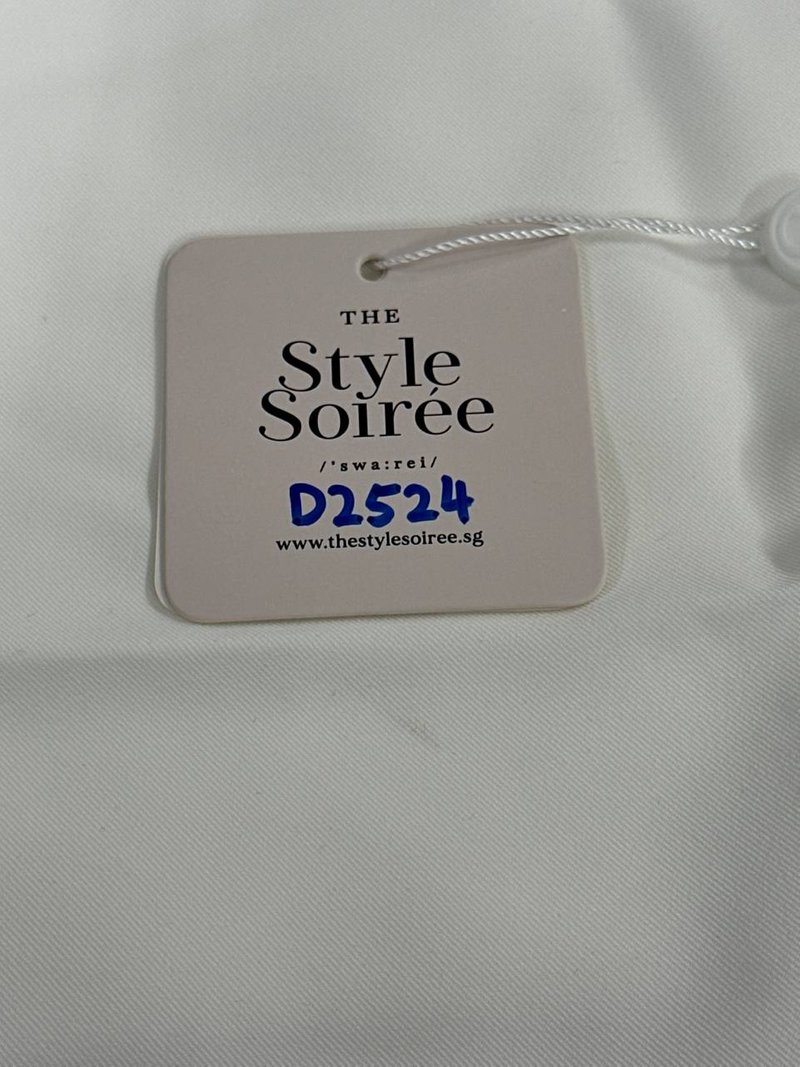 THE
Style
Soirée
/'swa:rei/
D2524
www.thestylesoiree.sg